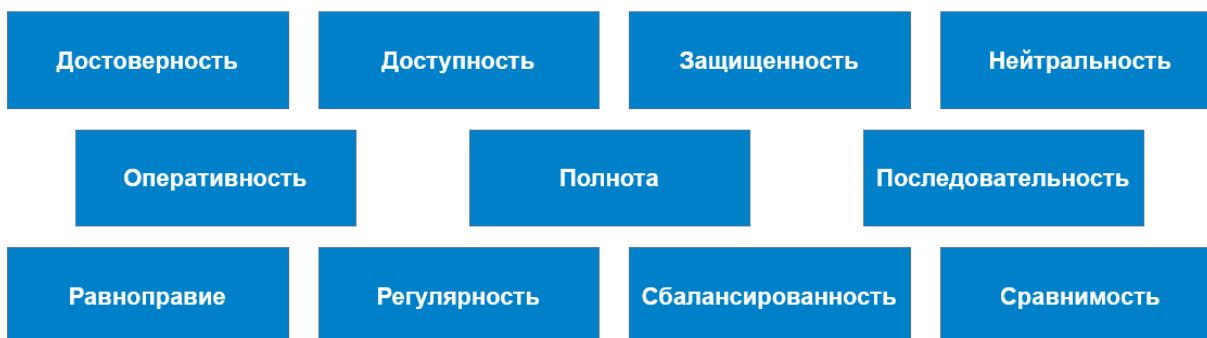 Достоверность
Доступность
Защищенность
Нейтральность
Оперативность
Полнота
Последовательность
Равноправие
Регулярность
Сбалансированность
Сравнимость